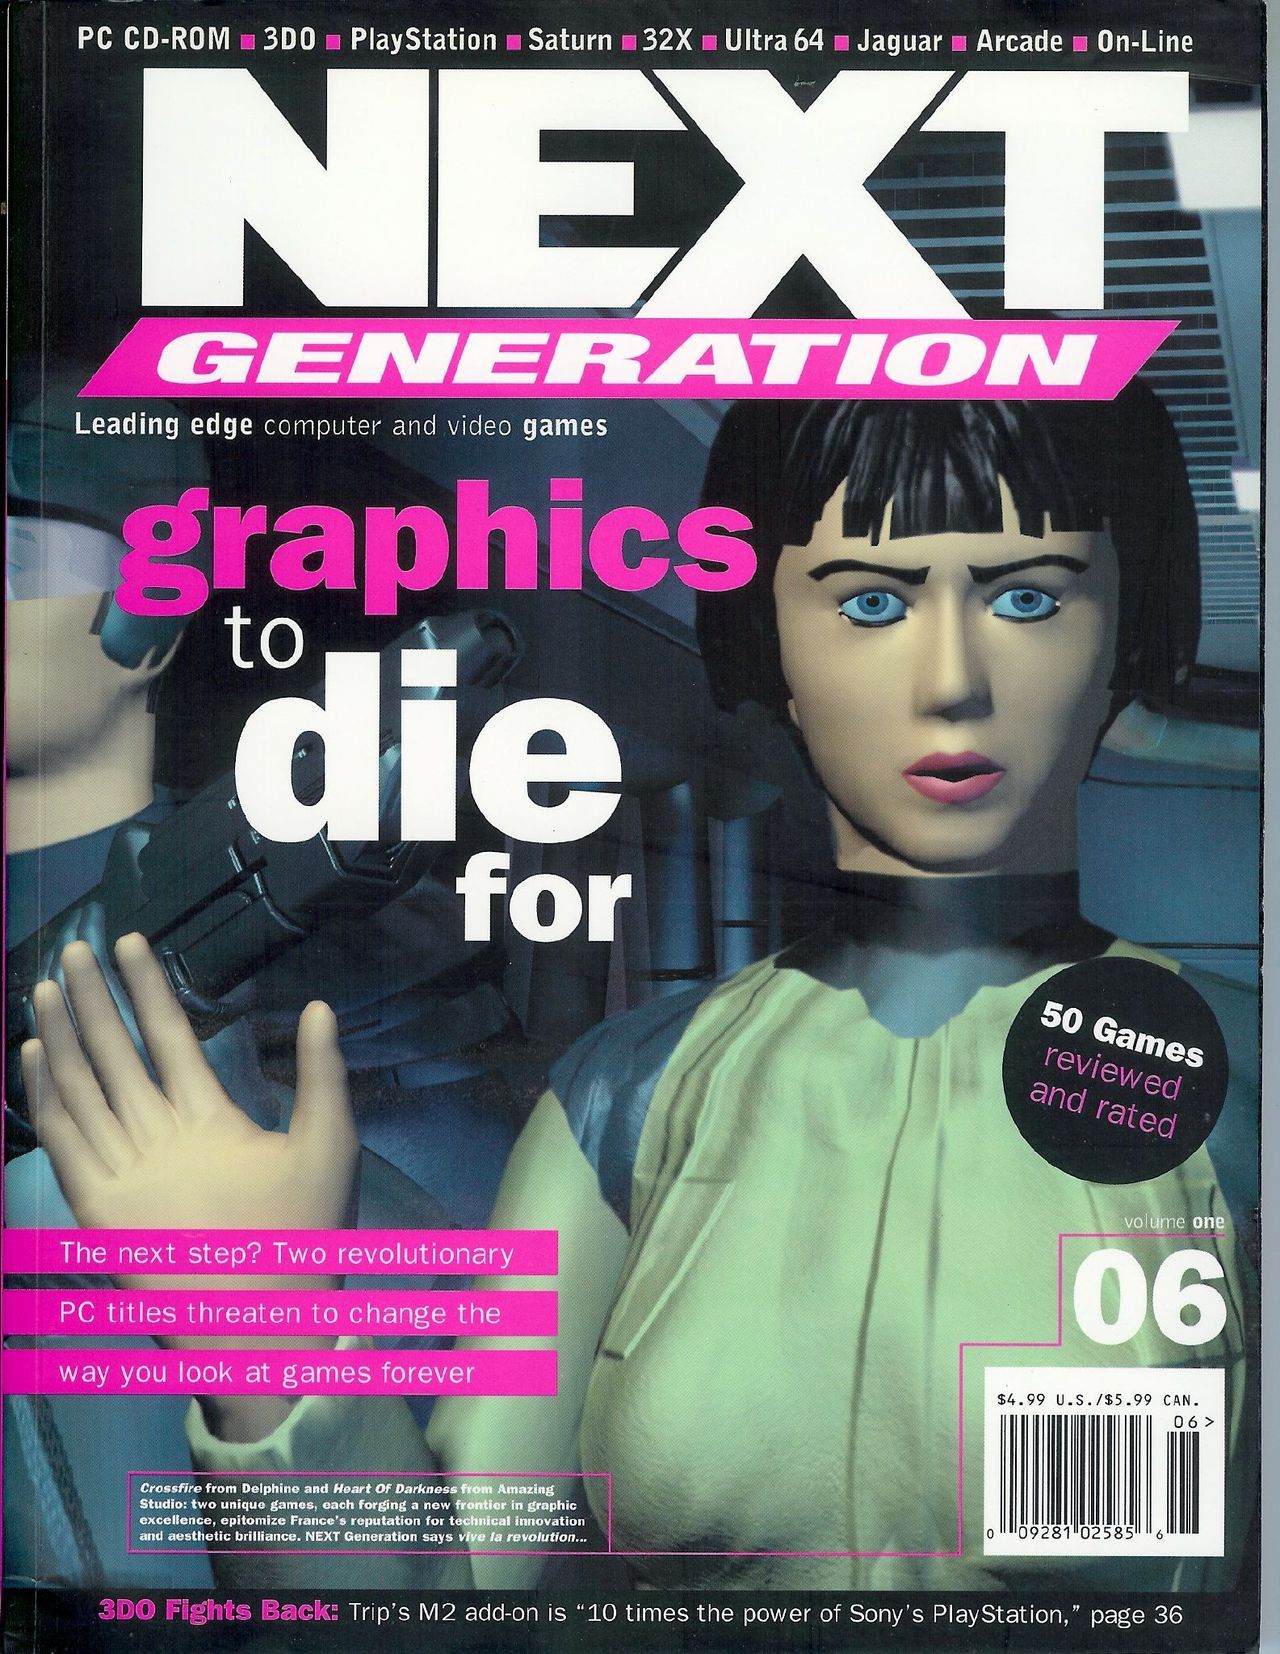 PC CD-ROM ■ 3DO ■ PlayStation ■ Saturn ■ 32X ■ Ultra 64 ■ Jaguar ■ Arcade ■ On-Line
NEXT
GENERATION
Leading edge computer and video games
graphics
to
die
for
50 Games
reviewed
and rated
The next step? Two revolutionary
PC titles threaten to change the
way you look at games forever
volume one
06
$4.99 U.S./$5.99 CAN.
06>
0 09281 02585 6
Crossfire from Delphine and Heart Of Darkness from Amazing
Studio: two unique games, each forging a new frontier in graphic
excellence, epitomize France's reputation for technical innovation
and aesthetic brilliance. NEXT Generation says vive la revolution...
3DO Fights Back: Trip's M2 add-on is “10 times the power of Sony's PlayStation,” page 36